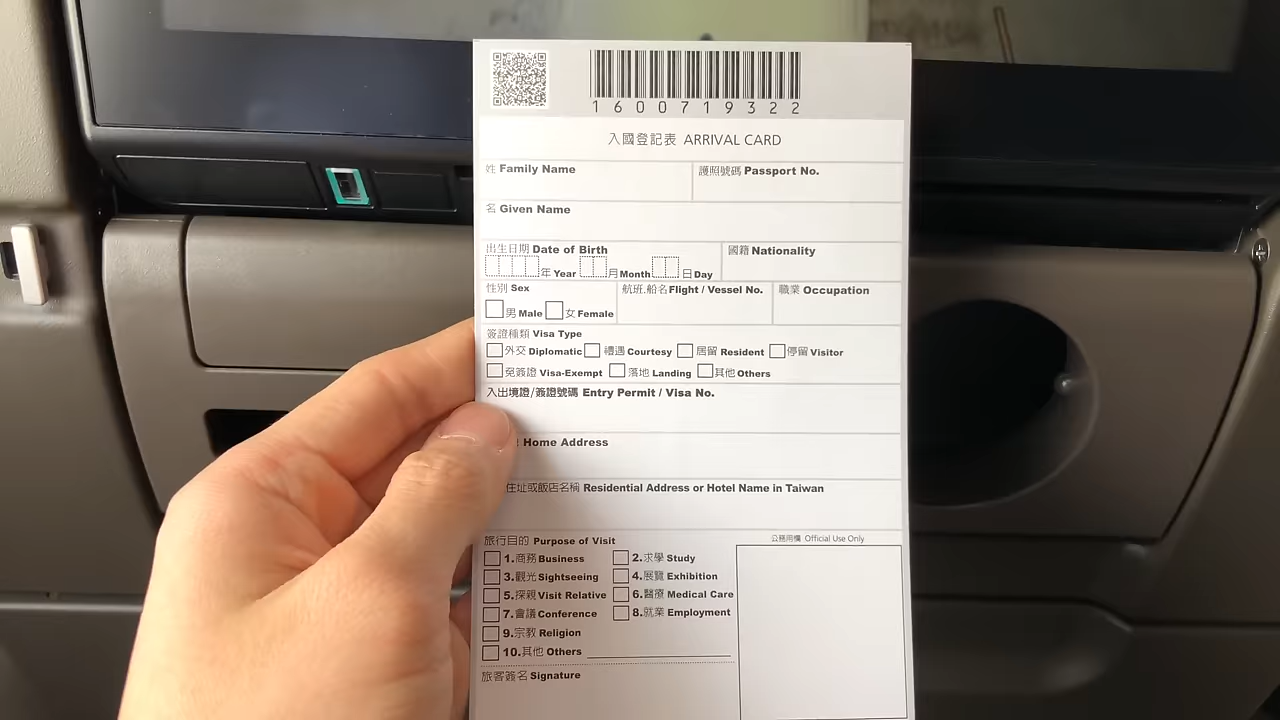 1600719322
入國登記表 ARRIVAL CARD
姓 Family Name 護照號碼 Passport No.
名 Given Name
出生日期 Date of Birth 國籍 Nationality
年 Year 月 Month 日 Day
性別 Sex 航班.船名 Flight / Vessel No. 職業 Occupation
男 Male 女 Female
簽證種類 Visa Type
外交 Diplomatic 禮遇 Courtesy 居留 Resident 停留 Visitor
免簽證 Visa-Exempt 落地 Landing 其他 Others
入出境證/簽證號碼 Entry Permit / Visa No.
Home Address
住址或飯店名稱 Residential Address or Hotel Name in Taiwan
旅行目的 Purpose of Visit 公務用欄 Official Use Only
1.商務 Business 2.求學 Study
3.觀光 Sightseeing 4.展覽 Exhibition
5.探親 Visit Relative 6.醫療 Medical Care
7.會議 Conference 8.就業 Employment
9.宗教 Religion
10.其他 Others
旅客簽名 Signature